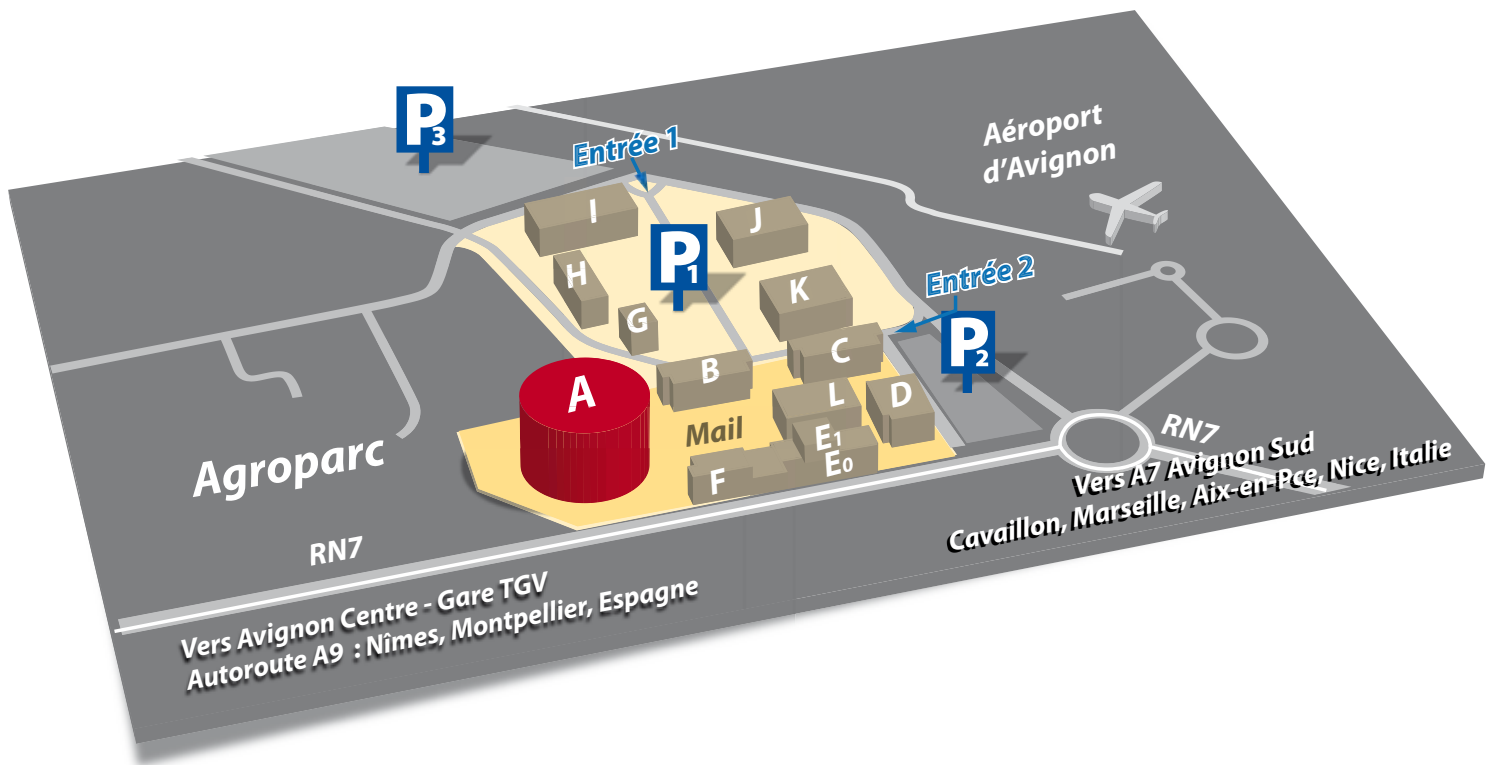 P3
Entrée 1
Aéroport
d'Avignon
I
J
P1
H
K
Entrée 2
G
C
P2
B
A
L
D
Mail
E1
E0
F
Agroparc
RN7
Vers A7 Avignon Sud
Cavaillon, Marseille, Aix-en-Pce, Nice, Italie
RN7
Vers Avignon Centre - Gare TGV
Autoroute A9 : Nîmes, Montpellier, Espagne